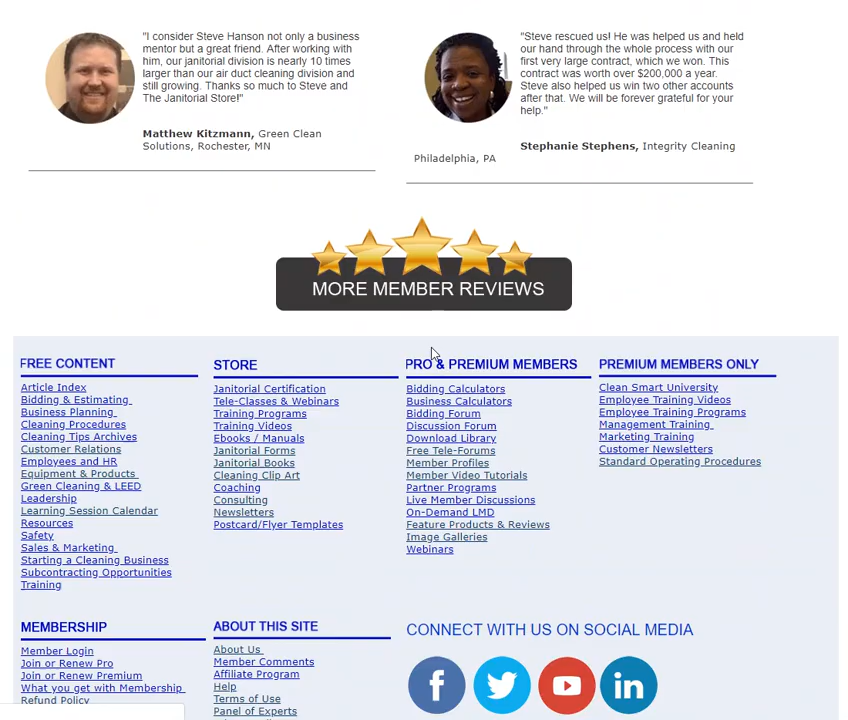 "I consider Steve Hanson not only a business
mentor but a great friend. After working with
him, our janitorial division is nearly 10 times
larger than our air duct cleaning division and
still growing. Thanks so much to Steve and
The Janitorial Store!"
Matthew Kitzmann, Green Clean
Solutions, Rochester, MN
"Steve rescued us! He was helped us and held
our hand through the whole process with our
first very large contract, which we won. This
contract was worth over $200,000 a year.
Steve also helped us win two other accounts
after that. We will be forever grateful for your
help."
Stephanie Stephens, Integrity Cleaning
Philadelphia, PA
MORE MEMBER REVIEWS
FREE CONTENT
Article Index
Bidding & Estimating
Business Planning
Cleaning Procedures
Cleaning Tips Archives
Customer Relations
Employees and HR
Equipment & Products
Green Cleaning & LEED
Leadership
Learning Session Calendar
Resources
Safety
Sales & Marketing
Starting a Cleaning Business
Subcontracting Opportunities
Training
STORE
Janitorial Certification
Tele-Classes & Webinars
Training Programs
Training Videos
Ebooks / Manuals
Janitorial Forms
Janitorial Books
Cleaning Clip Art
Coaching
Consulting
Newsletters
Postcard/Flyer Templates
PRO & PREMIUM MEMBERS
Bidding Calculators
Business Calculators
Bidding Forum
Discussion Forum
Download Library
Free Tele-Forums
Member Profiles
Member Video Tutorials
Partner Programs
Live Member Discussions
On-Demand LMD
Feature Products & Reviews
Image Galleries
Webinars
PREMIUM MEMBERS ONLY
Clean Smart University
Employee Training Videos
Employee Training Programs
Management Training
Marketing Training
Customer Newsletters
Standard Operating Procedures
MEMBERSHIP
Member Login
Join or Renew Pro
Join or Renew Premium
What you get with Membership
Refund Policy
ABOUT THIS SITE
About Us
Member Comments
Affiliate Program
Help
Terms of Use
Panel of Experts
CONNECT WITH US ON SOCIAL MEDIA
f
in